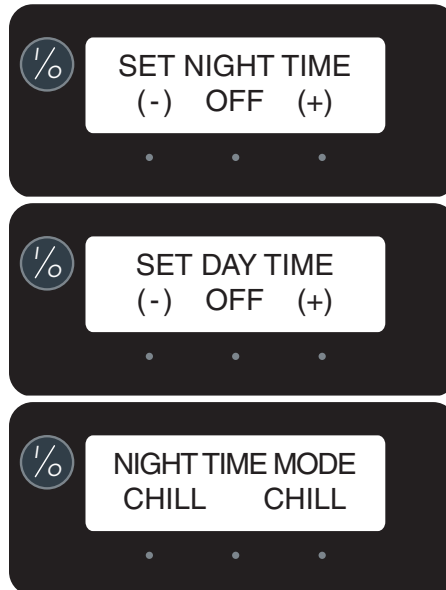 I/O
SET NIGHT TIME
(-) OFF (+)
I/O
SET DAY TIME
(-) OFF (+)
I/O
NIGHT TIME MODE
CHILL CHILL